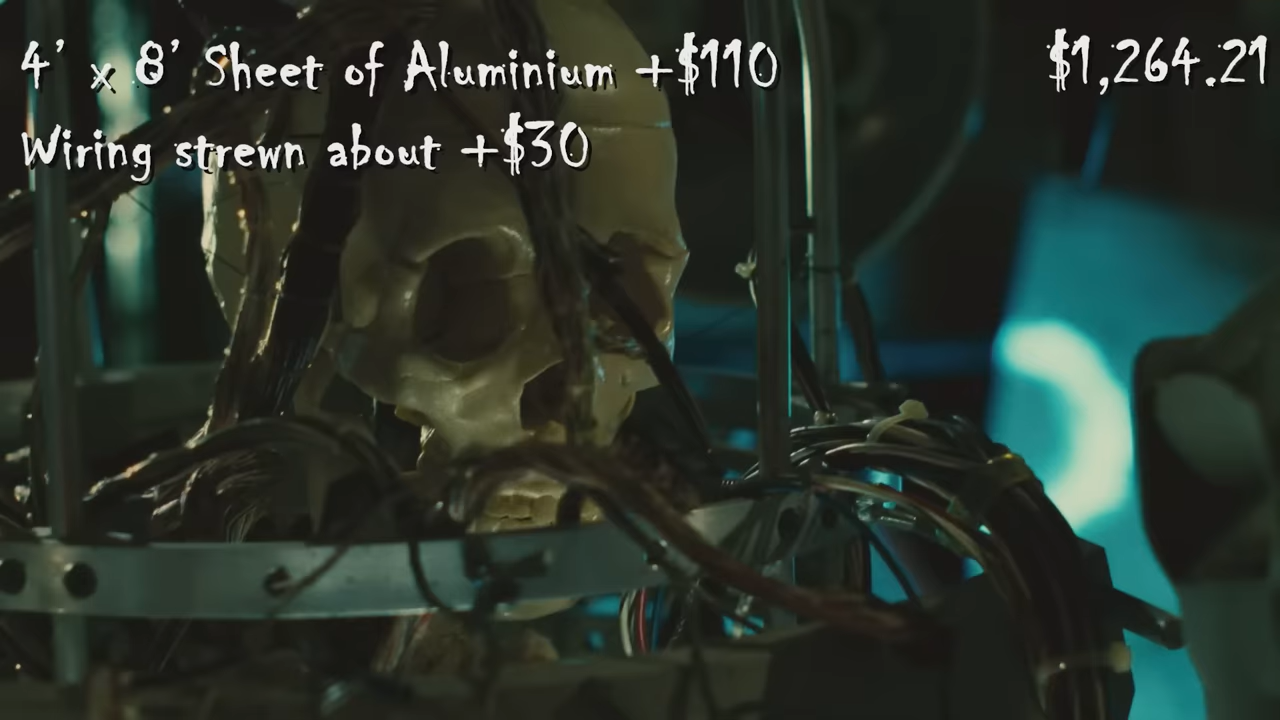 4' x 8' Sheet of Aluminium +$110
$1,264.21
Wiring strewn about +$30